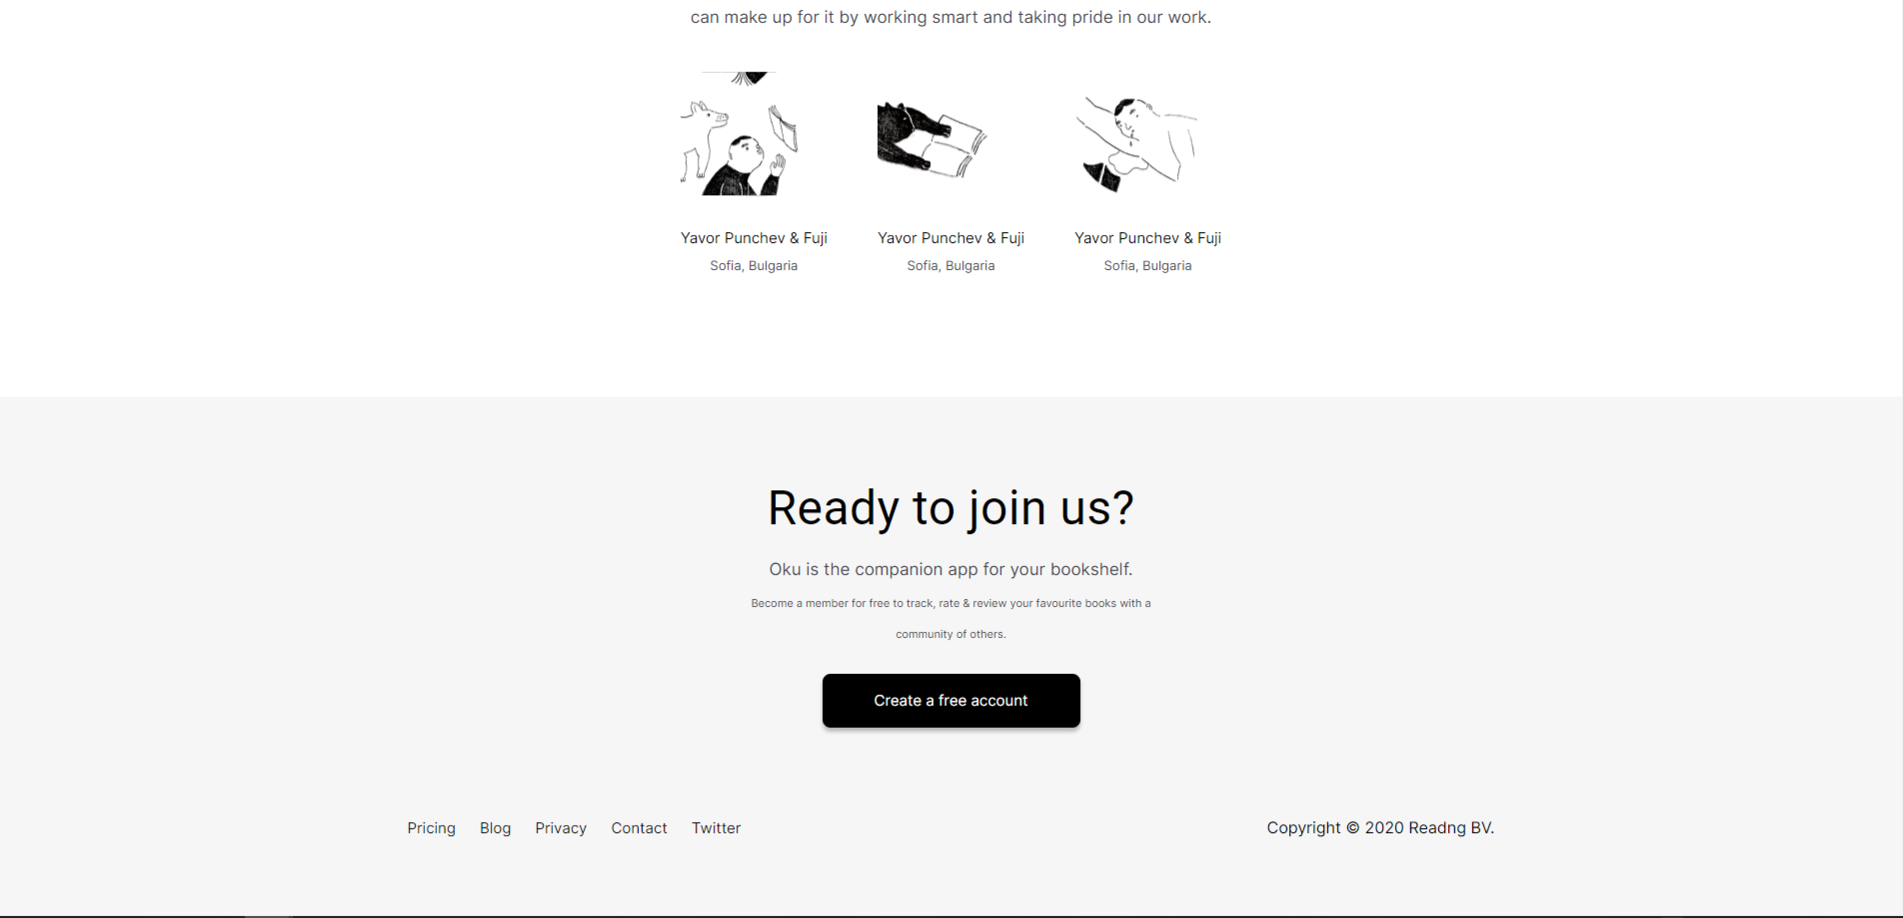 can make up for it by working smart and taking pride in our work.
Yavor Punchev & Fuji
Sofia, Bulgaria
Yavor Punchev & Fuji
Sofia, Bulgaria
Yavor Punchev & Fuji
Sofia, Bulgaria
Ready to join us?
Oku is the companion app for your bookshelf.
Become a member for free to track, rate & review your favourite books with a
community of others.
Create a free account
Pricing Blog Privacy Contact Twitter
Copyright © 2020 Readng BV.